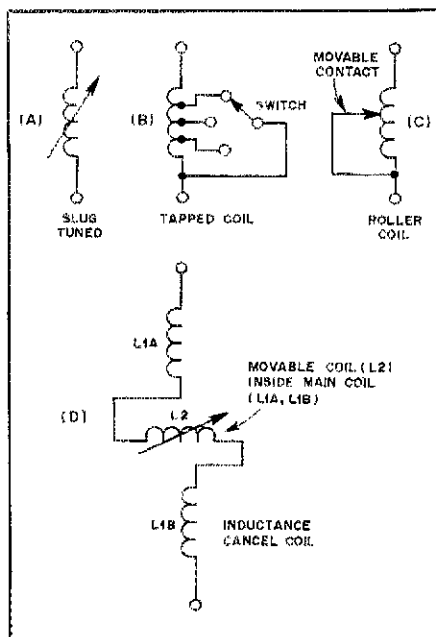 (A)
SLUG
TUNED
(B)
SWITCH
TAPPED COIL
MOVABLE
CONTACT
(C)
ROLLER
COIL
(D)
L1A
L2
MOVABLE COIL (L2)
INSIDE MAIN COIL
(L1A, L1B)
L1B
INDUCTANCE
CANCEL COIL